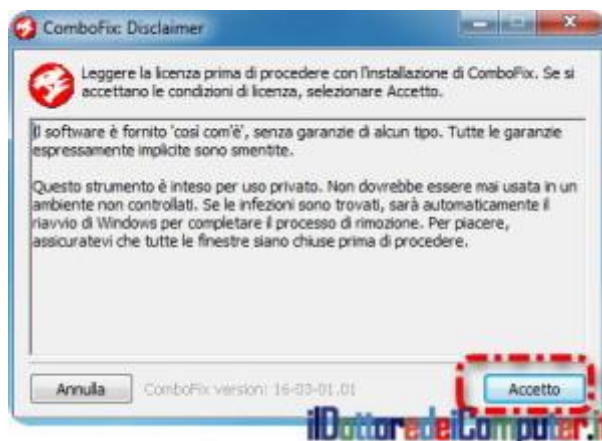 ComboFix: Disclaimer
Leggere la licenza prima di procedere con l'installazione di ComboFix. Se si
accettano le condizioni di licenza, selezionare Accetto.
Il software è fornito 'così com'è', senza garanzie di alcun tipo. Tutte le garanzie
espressamente implicite sono smentite.
Questo strumento è inteso per uso privato. Non dovrebbe essere mai usata in un
ambiente non controllati. Se le infezioni sono trovati, sarà automaticamente il
riavvio di Windows per completare il processo di rimozione. Per piacere,
assicuratevi che tutte le finestre siano chiuse prima di procedere.
Annulla ComboFix version: 16-03-01.01 Accetto
ilDottoredeiComputer.i